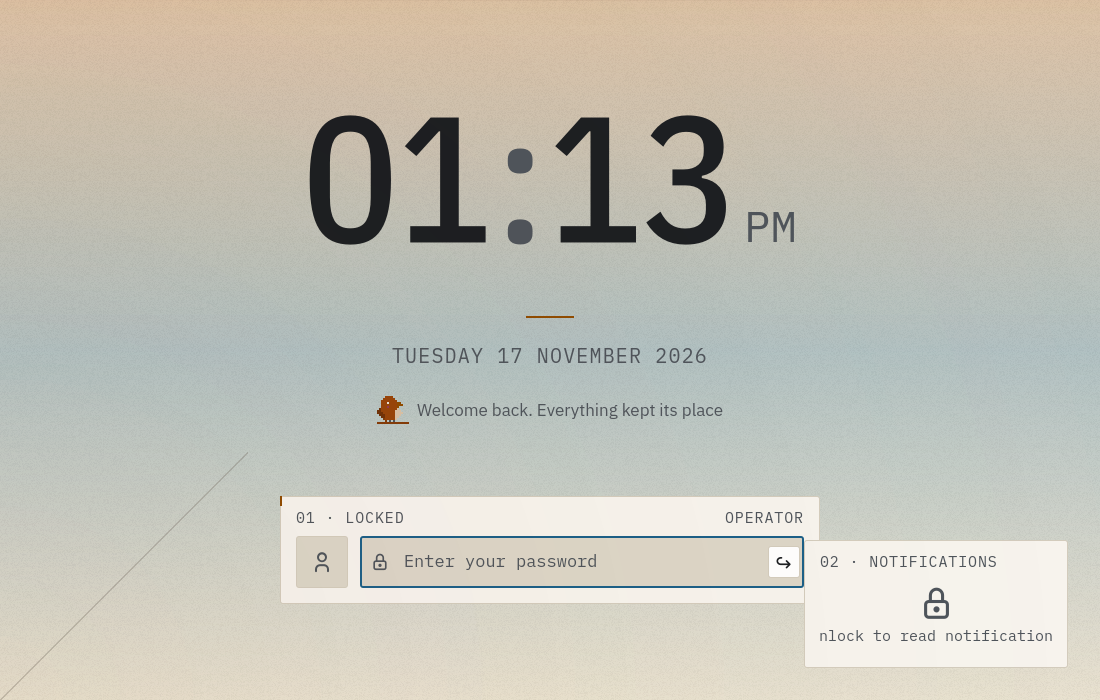 01:13 PM
TUESDAY 17 NOVEMBER 2026
Welcome back. Everything kept its place
01 · LOCKED OPERATOR
Enter your password
02 · NOTIFICATIONS
nlock to read notification